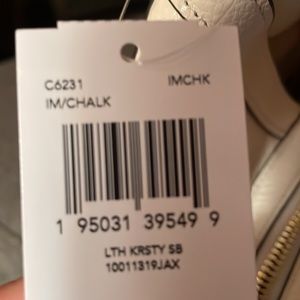 C6231 IMCHK
IM/CHALK
1 95031 39549 9
LTH KRSTY SB
10011319JAX